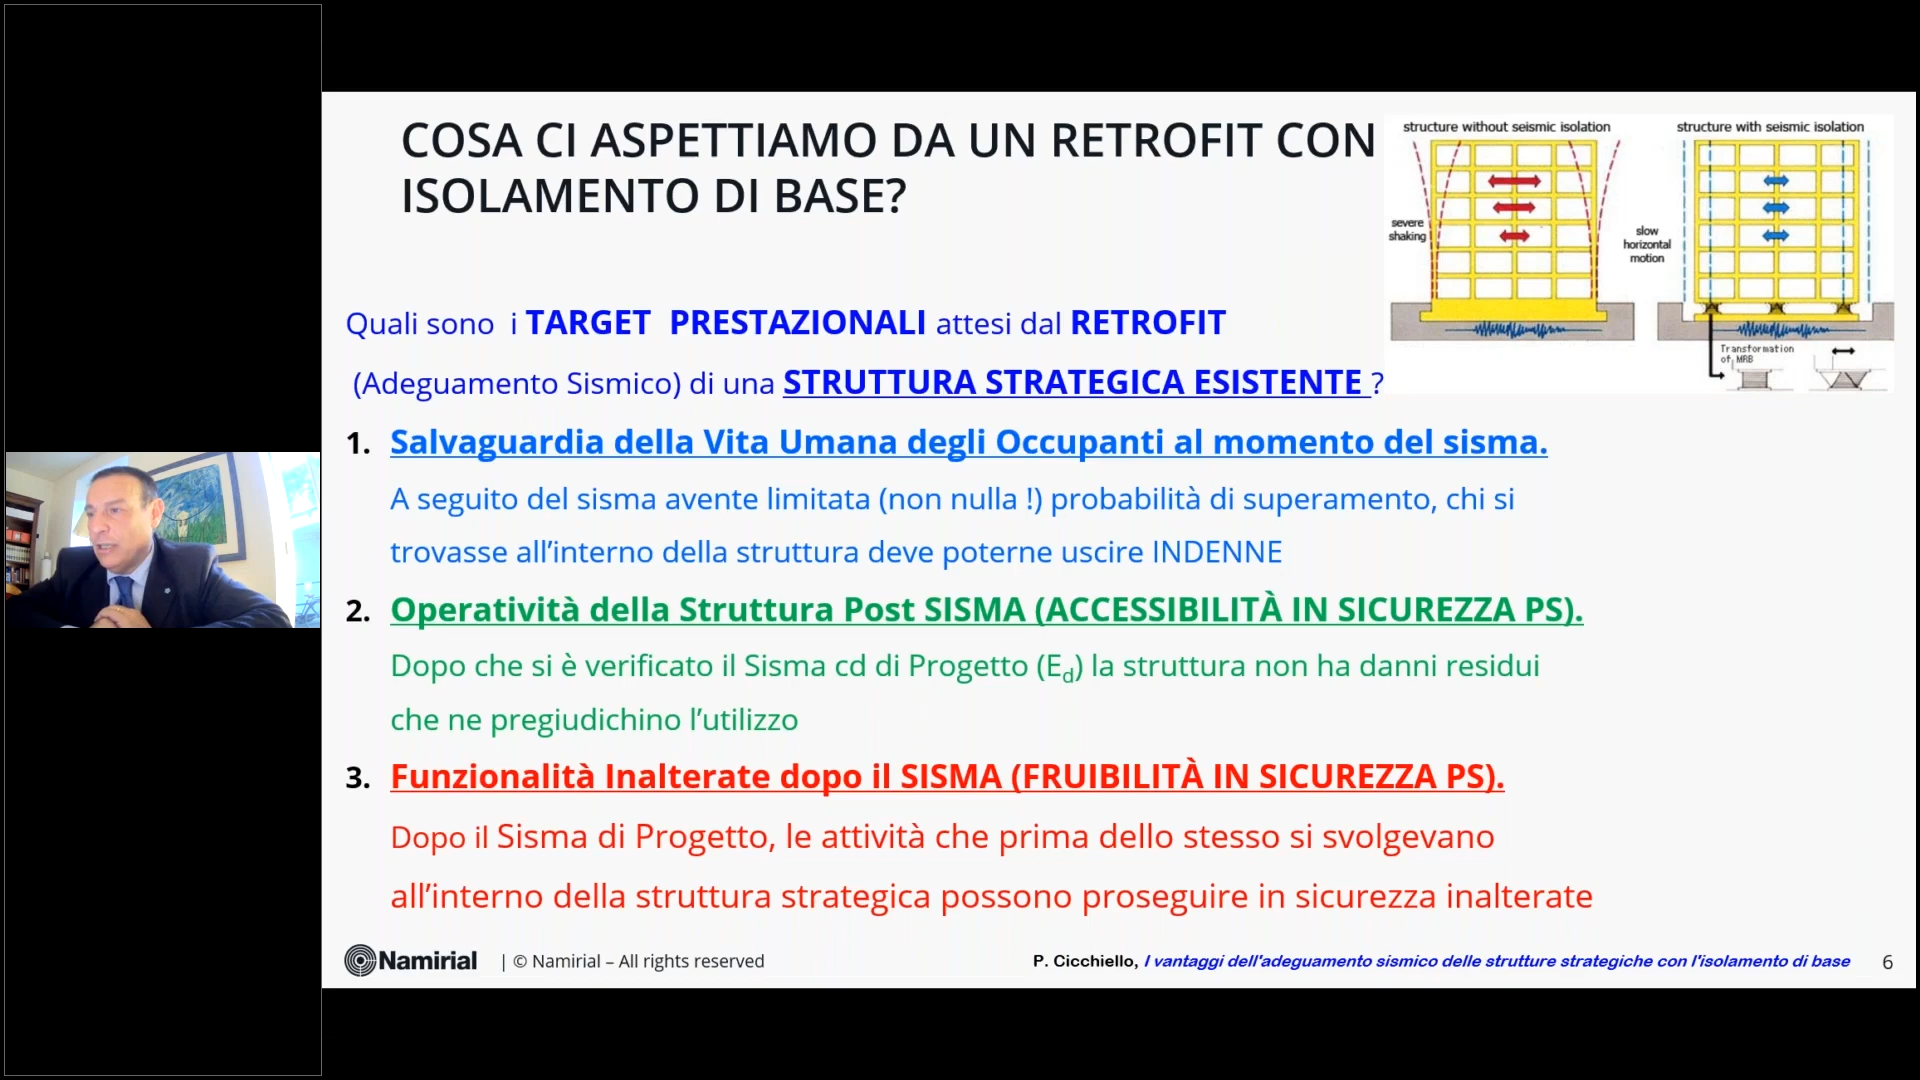 COSA CI ASPETTIAMO DA UN RETROFIT CON
ISOLAMENTO DI BASE?
structure without seismic isolation
structure with seismic isolation
severe
shaking
slow
horizontal
motion
Transformation
of MRB
Quali sono i TARGET PRESTAZIONALI attesi dal RETROFIT
(Adeguamento Sismico) di una STRUTTURA STRATEGICA ESISTENTE ?
1. Salvaguardia della Vita Umana degli Occupanti al momento del sisma.
A seguito del sisma avente limitata (non nulla !) probabilità di superamento, chi si
trovasse all’interno della struttura deve poterne uscire INDENNE
2. Operatività della Struttura Post SISMA (ACCESSIBILITÀ IN SICUREZZA PS).
Dopo che si è verificato il Sisma cd di Progetto (Ed) la struttura non ha danni residui
che ne pregiudichino l’utilizzo
3. Funzionalità Inalterate dopo il SISMA (FRUIBILITÀ IN SICUREZZA PS).
Dopo il Sisma di Progetto, le attività che prima dello stesso si svolgevano
all’interno della struttura strategica possono proseguire in sicurezza inalterate
Namirial | © Namirial – All rights reserved
P. Cicchiello, I vantaggi dell'adeguamento sismico delle strutture strategiche con l'isolamento di base
6